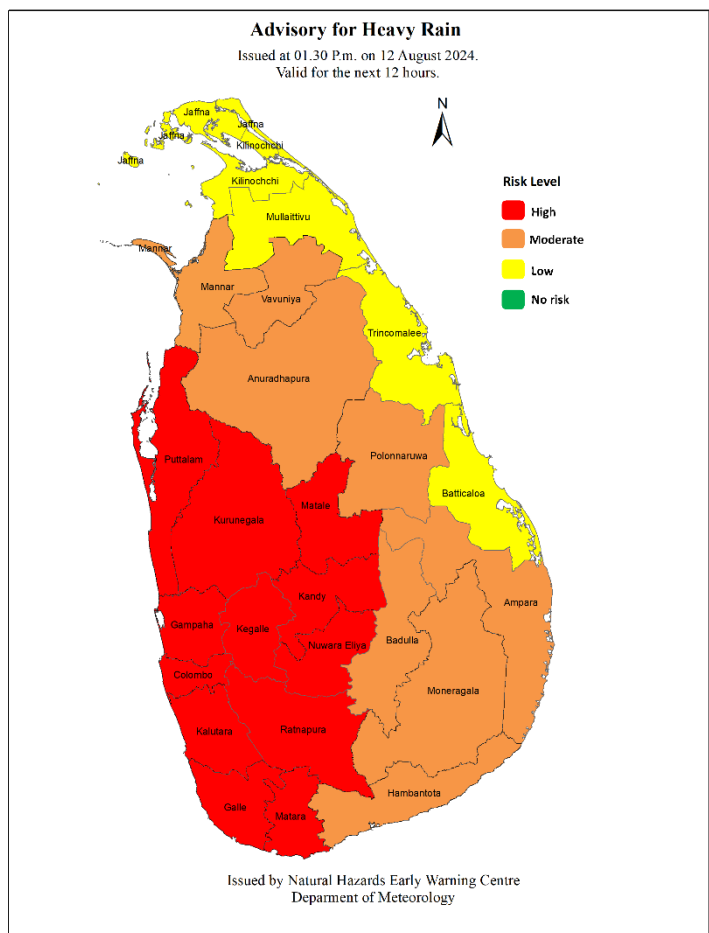 Advisory for Heavy Rain
Issued at 01.30 P.m. on 12 August 2024.
Valid for the next 12 hours.
N
Jaffna
Jaffna
Jaffna
Kilinochchi
Jaffna
Kilinochchi
Mullaittivu
Mannar
Mannar
Vavuniya
Trincomalee
Anuradhapura
Polonnaruwa
Puttalam
Batticaloa
Matale
Kurunegala
Kandy
Ampara
Gampaha
Kegalle
Badulla
Nuwara Eliya
Colombo
Moneragala
Kalutara
Ratnapura
Hambantota
Galle
Matara
Risk Level
High
Moderate
Low
No risk
Issued by Natural Hazards Early Warning Centre
Deparment of Meteorology